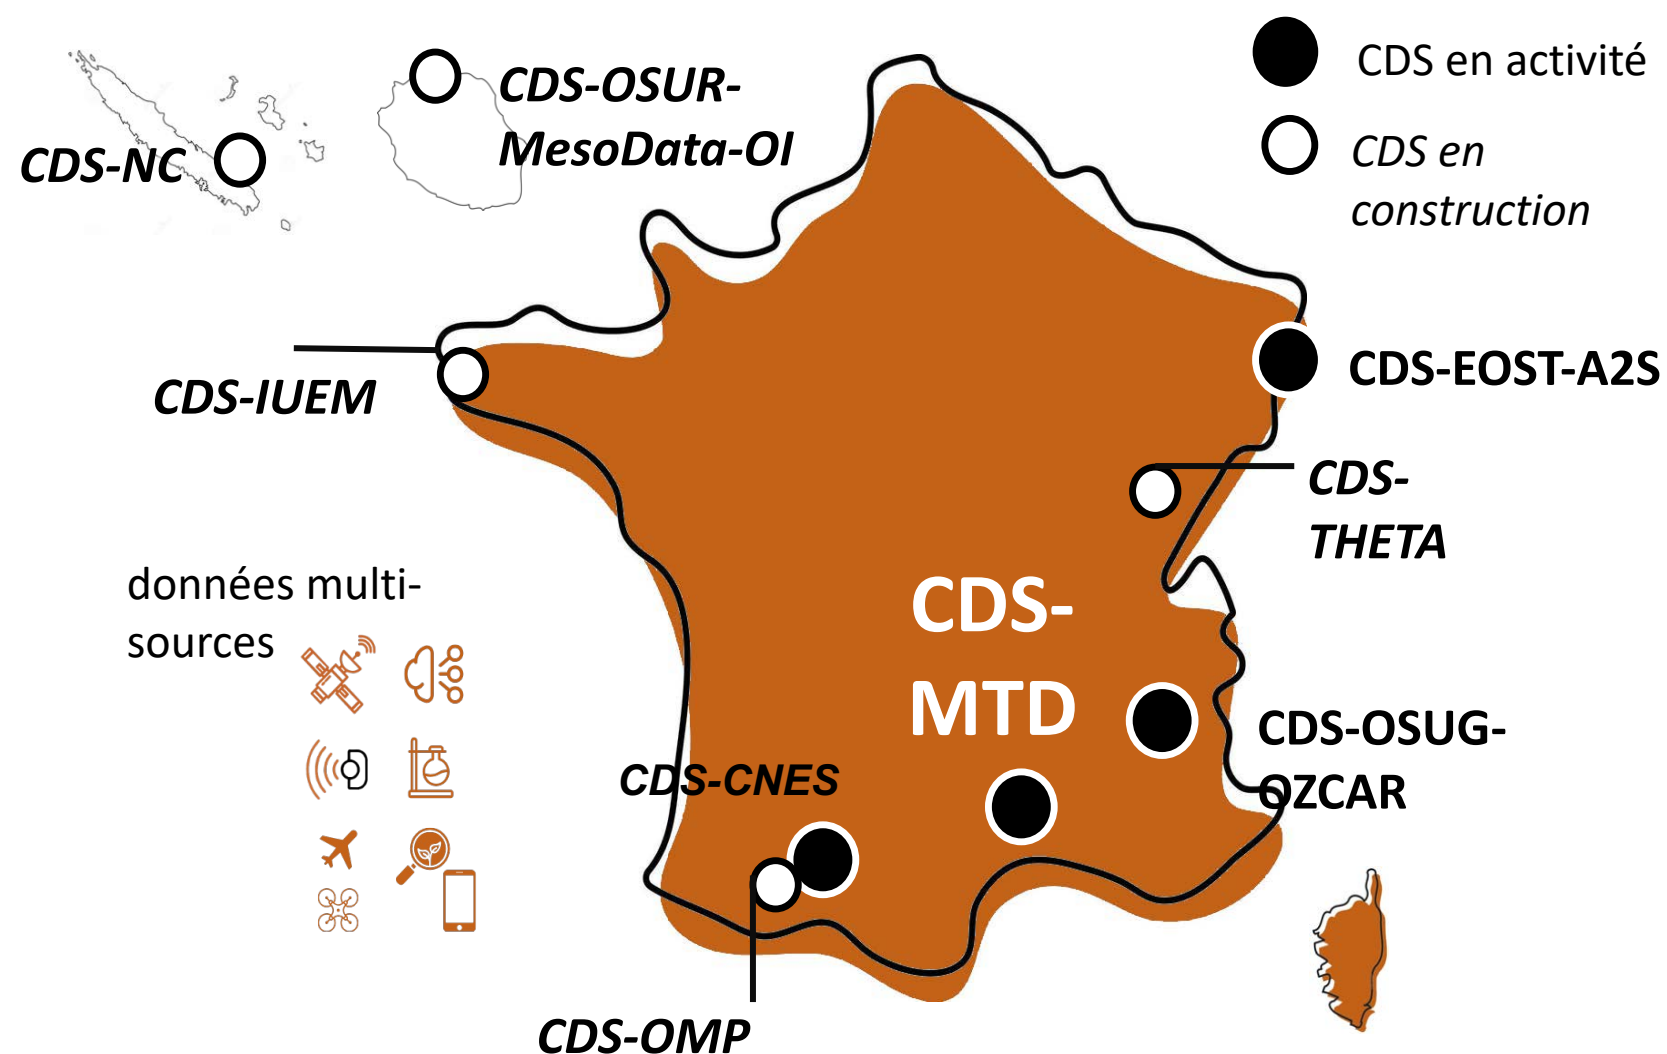 CDS-OSUR-
MesoData-OI
CDS-NC
CDS en activité
CDS en
construction
CDS-IUEM
CDS-EOST-A2S
CDS-
THETA
données multi-
sources
CDS-
MTD
CDS-OSUG-
OZCAR
CDS-CNES
CDS-OMP